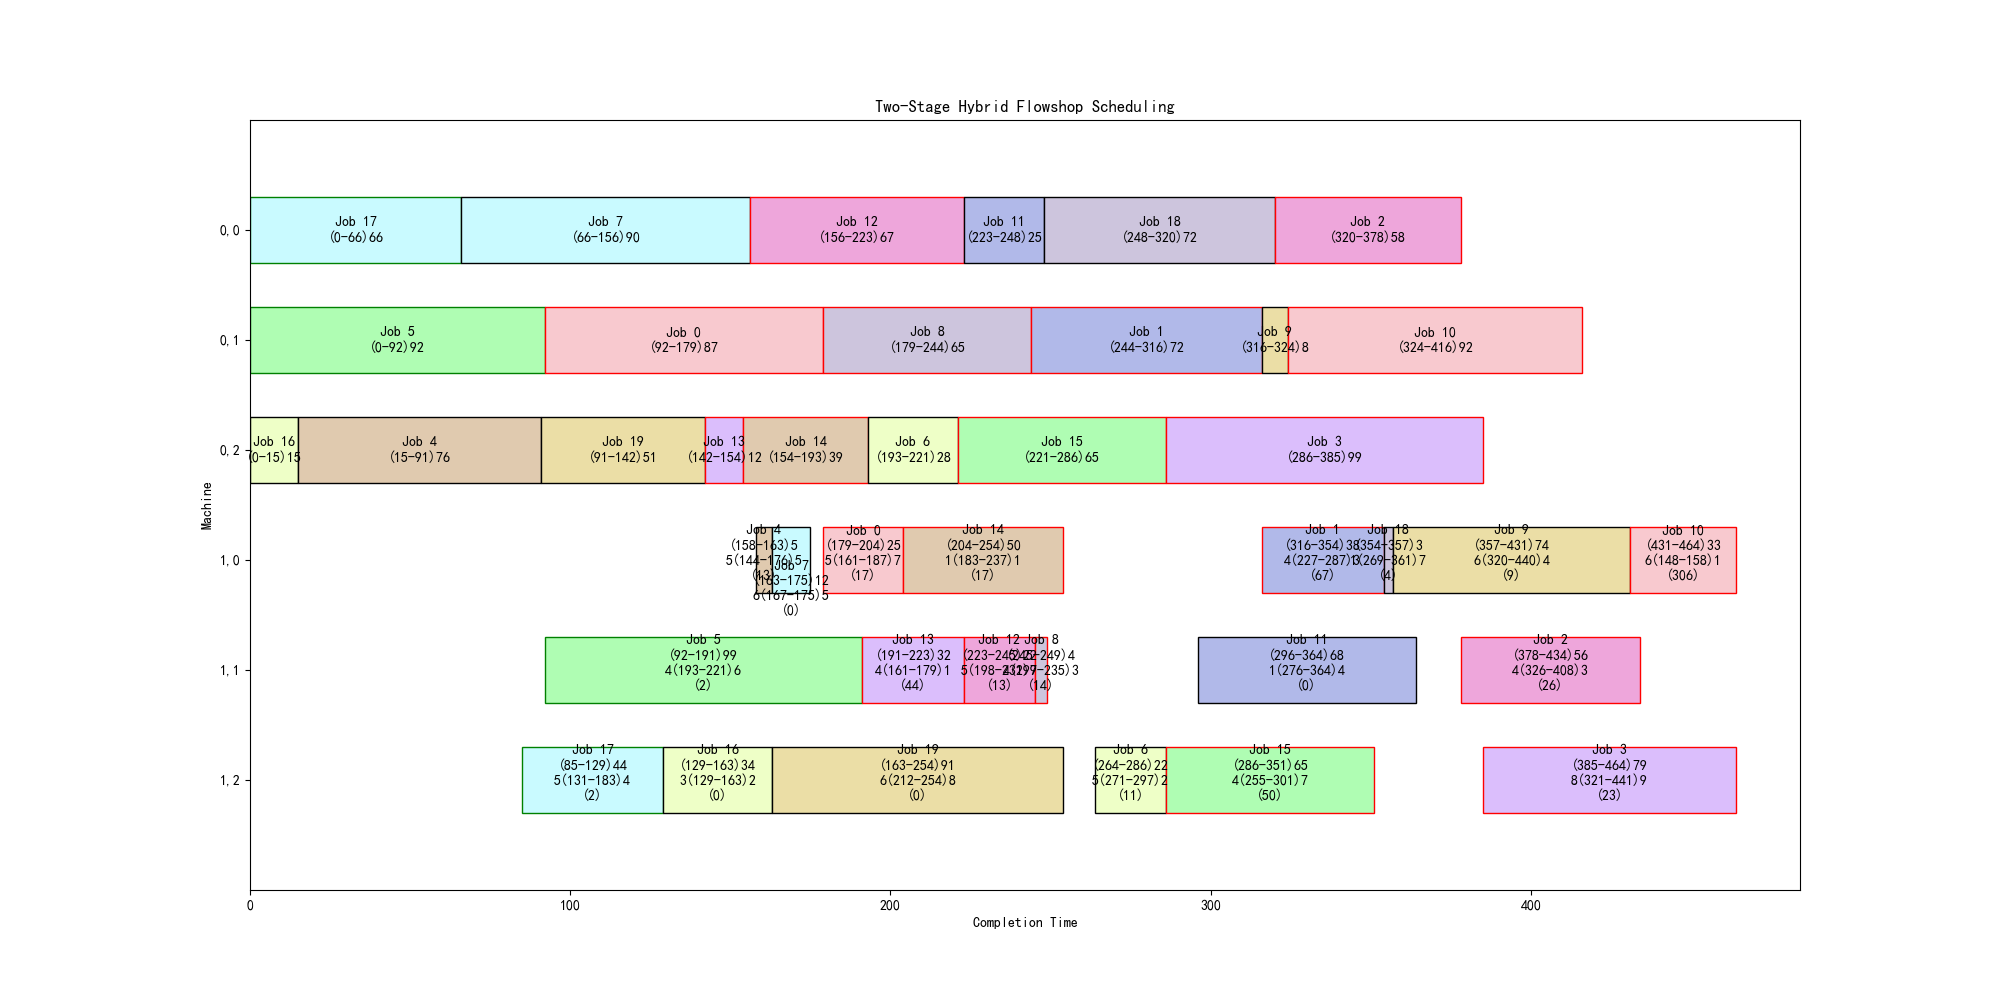 Two-Stage Hybrid Flowshop Scheduling
Machine
0,0
Job 17
(0-66)66
Job 7
(66-156)90
Job 12
(156-223)67
Job 11
(223-248)25
Job 18
(248-320)72
Job 2
(320-378)58
0,1
Job 5
(0-92)92
Job 0
(92-179)87
Job 8
(179-244)65
Job 1
(244-316)72
Job 9
(316-324)8
Job 10
(324-416)92
0,2
Job 16
(0-15)15
Job 4
(15-91)76
Job 19
(91-142)51
Job 13
(142-154)12
Job 14
(154-193)39
Job 6
(193-221)28
Job 15
(221-286)65
Job 3
(286-385)99
1,0
Job 4
(158-163)5
5(144-176)5
(13)
Job 7
(163-175)12
6(167-175)5
(0)
Job 0
(179-204)25
5(161-187)7
(17)
Job 14
(204-254)50
1(183-237)1
(17)
Job 1
(316-354)38
4(227-287)3
(67)
Job 18
(354-357)3
(4)
Job 9
(357-431)74
6(320-440)4
(9)
Job 10
(431-464)33
6(148-158)1
(306)
1,1
Job 5
(92-191)99
4(193-221)6
(2)
Job 13
(191-223)32
4(161-179)1
(44)
Job 12
(223-245)22
(13)
Job 8
(245-249)4
(14)
Job 11
(296-364)68
1(276-364)4
(0)
Job 2
(378-434)56
4(326-408)3
(26)
1,2
Job 17
(85-129)44
5(131-183)4
(2)
Job 16
(129-163)34
3(129-163)2
(0)
Job 19
(163-254)91
6(212-254)8
(0)
Job 6
(264-286)22
5(271-297)2
(11)
Job 15
(286-351)65
4(255-301)7
(50)
Job 3
(385-464)79
8(321-441)9
(23)
0
100
200
300
400
Completion Time